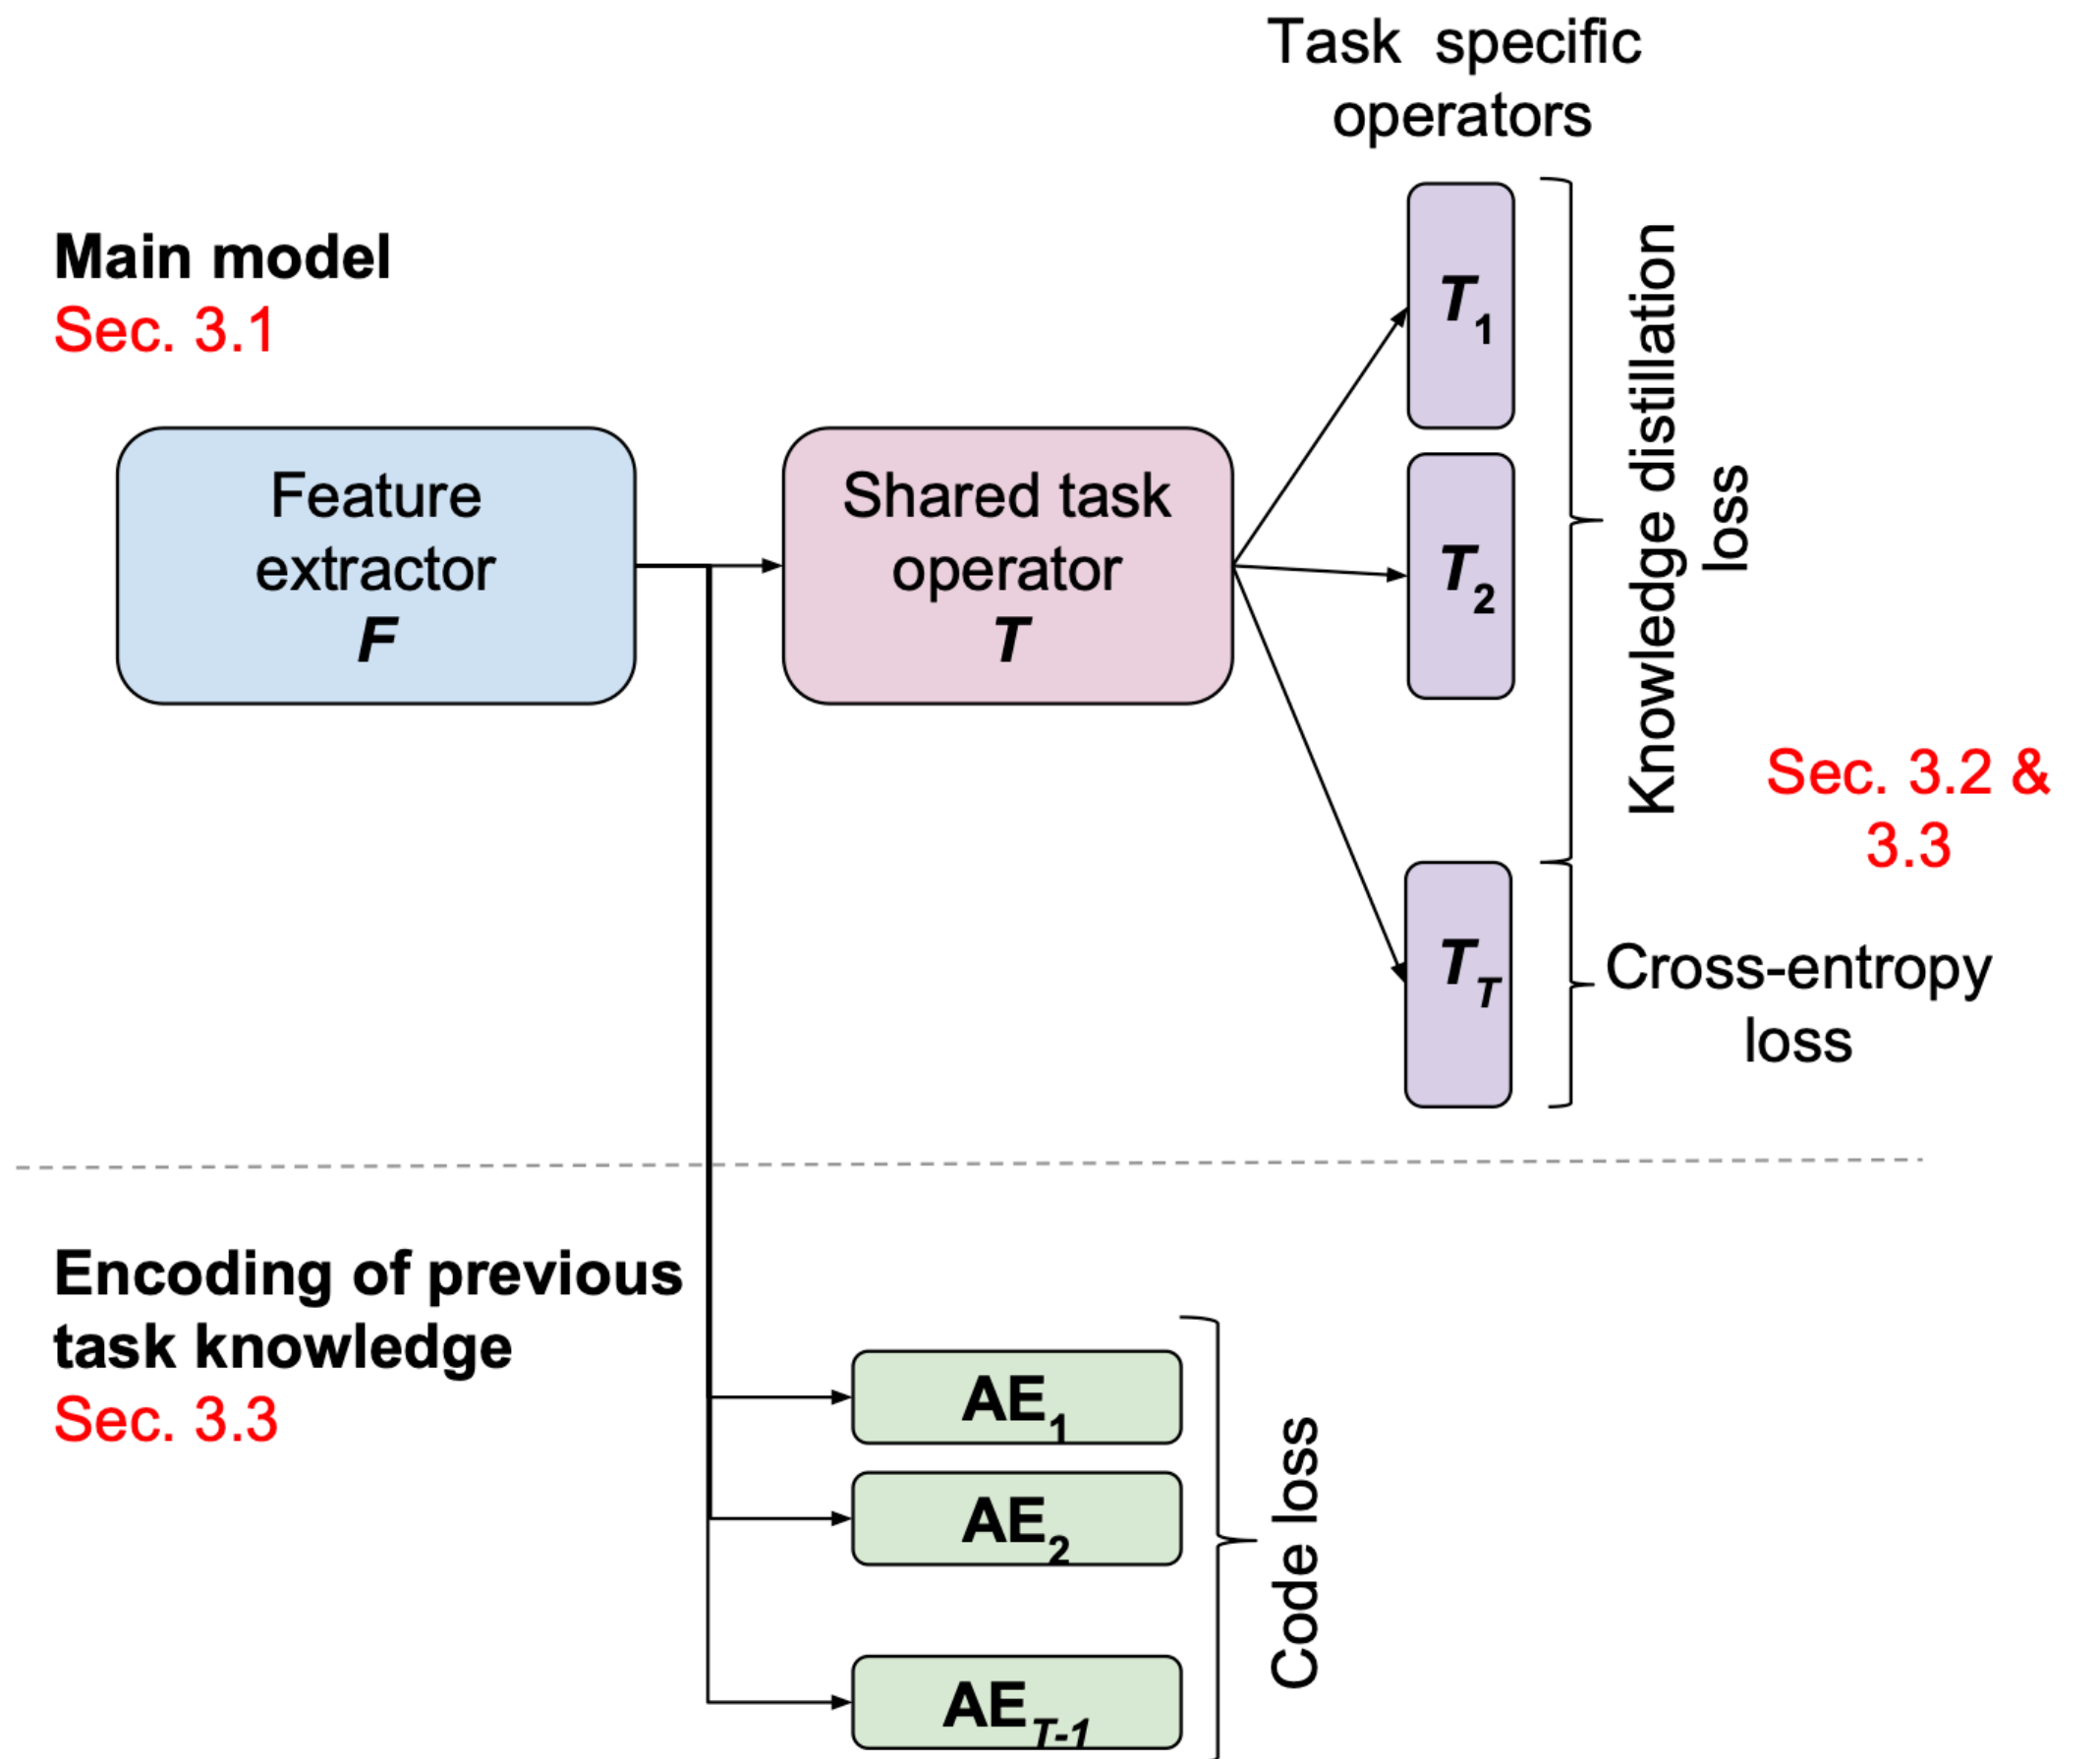 Task specific
operators
Main model
Sec. 3.1
Feature
extractor
F
Shared task
operator
T
T1
T2
TT
Knowledge distillation
loss
Sec. 3.2 &
3.3
Cross-entropy
loss
Encoding of previous
task knowledge
Sec. 3.3
AE1
AE2
AET-1
Code loss